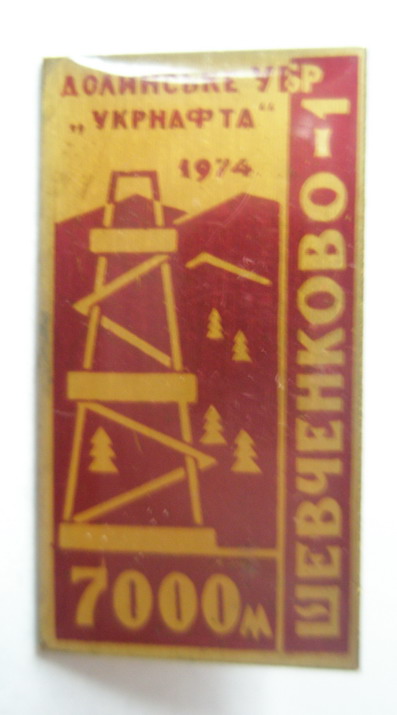 ДОЛИНСЬКЕ УБР
„УКРНАФТА“
1974
ШЕВЧЕНКОВО-1
7000м